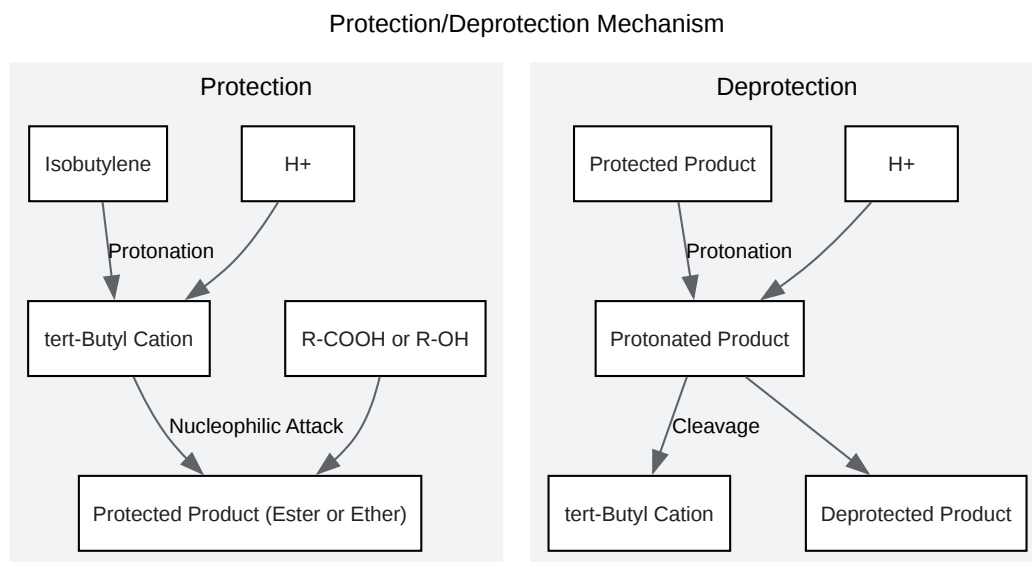 Protection/Deprotection Mechanism
Protection
Isobutylene
H+
Protonation
tert-Butyl Cation
R-COOH or R-OH
Nucleophilic Attack
Protected Product (Ester or Ether)
Deprotection
Protected Product
H+
Protonation
Protonated Product
Cleavage
tert-Butyl Cation
Deprotected Product